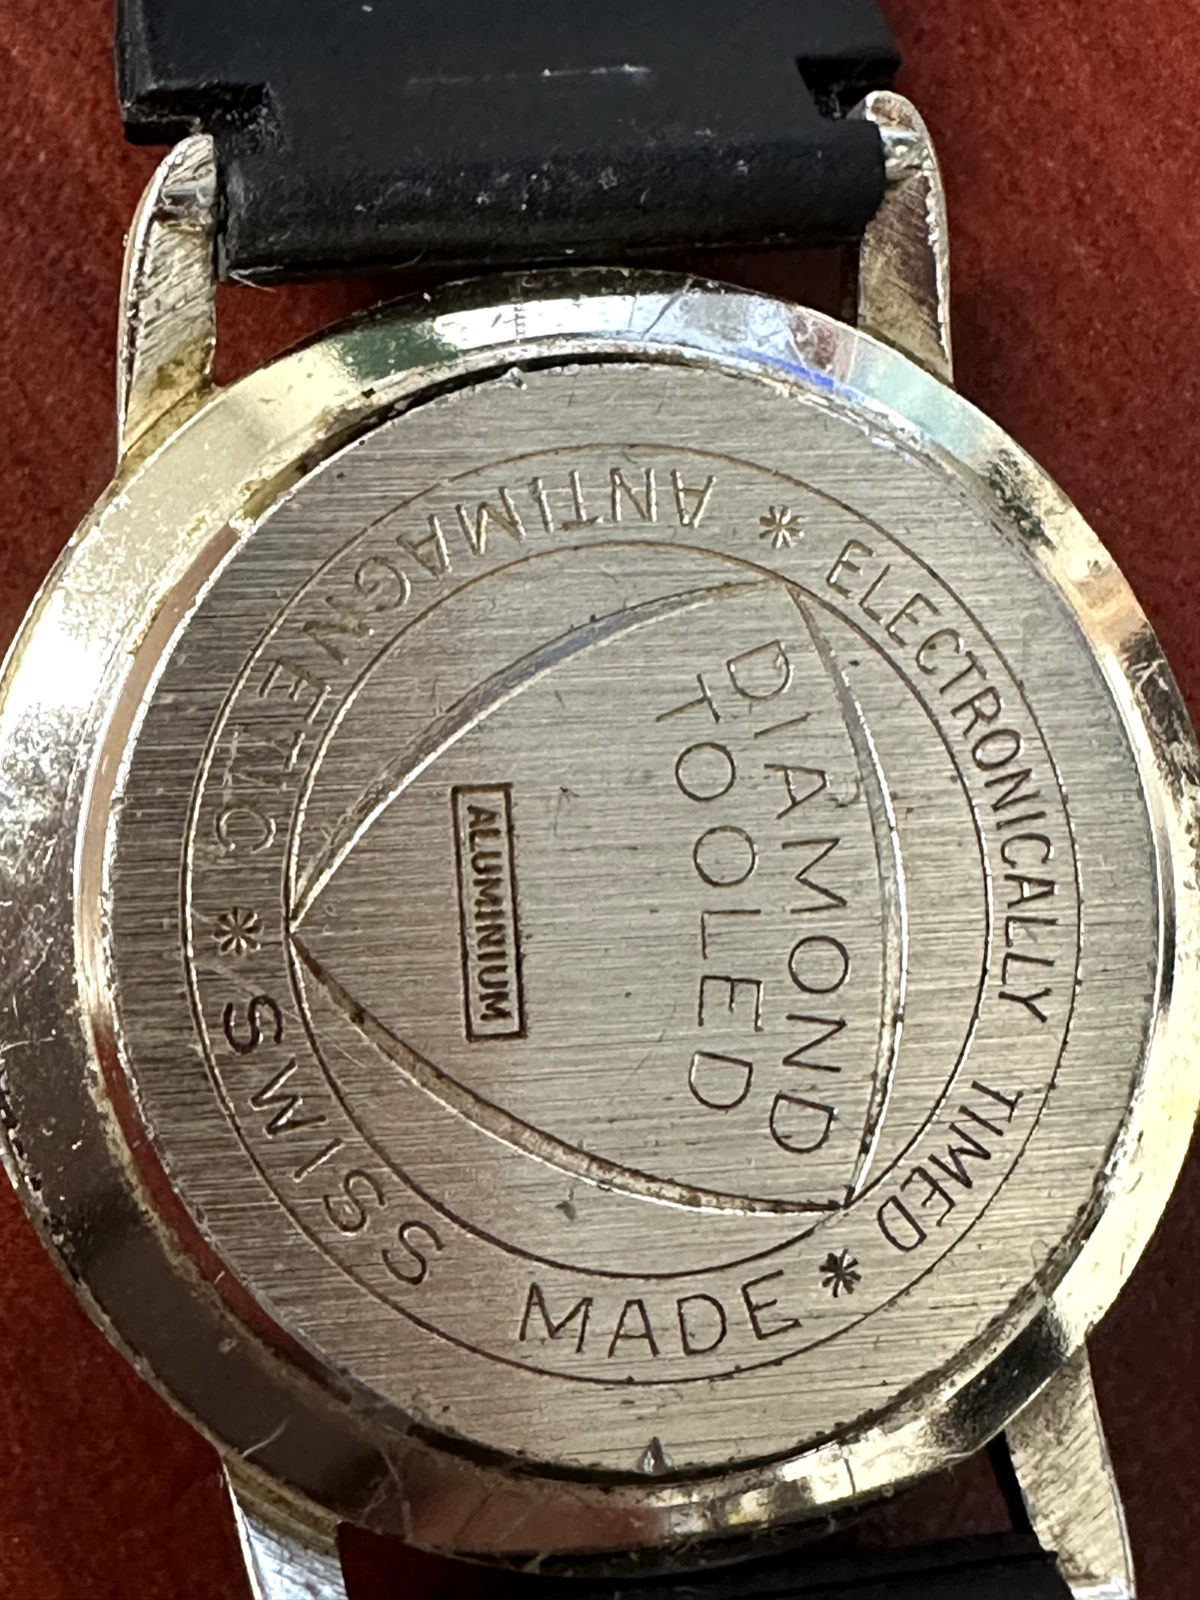 ELECTRONICALLY TIMED *
ANTIMAGNETIC *
SWISS MADE *
DIAMOND
TOOLED
ALUMINIUM